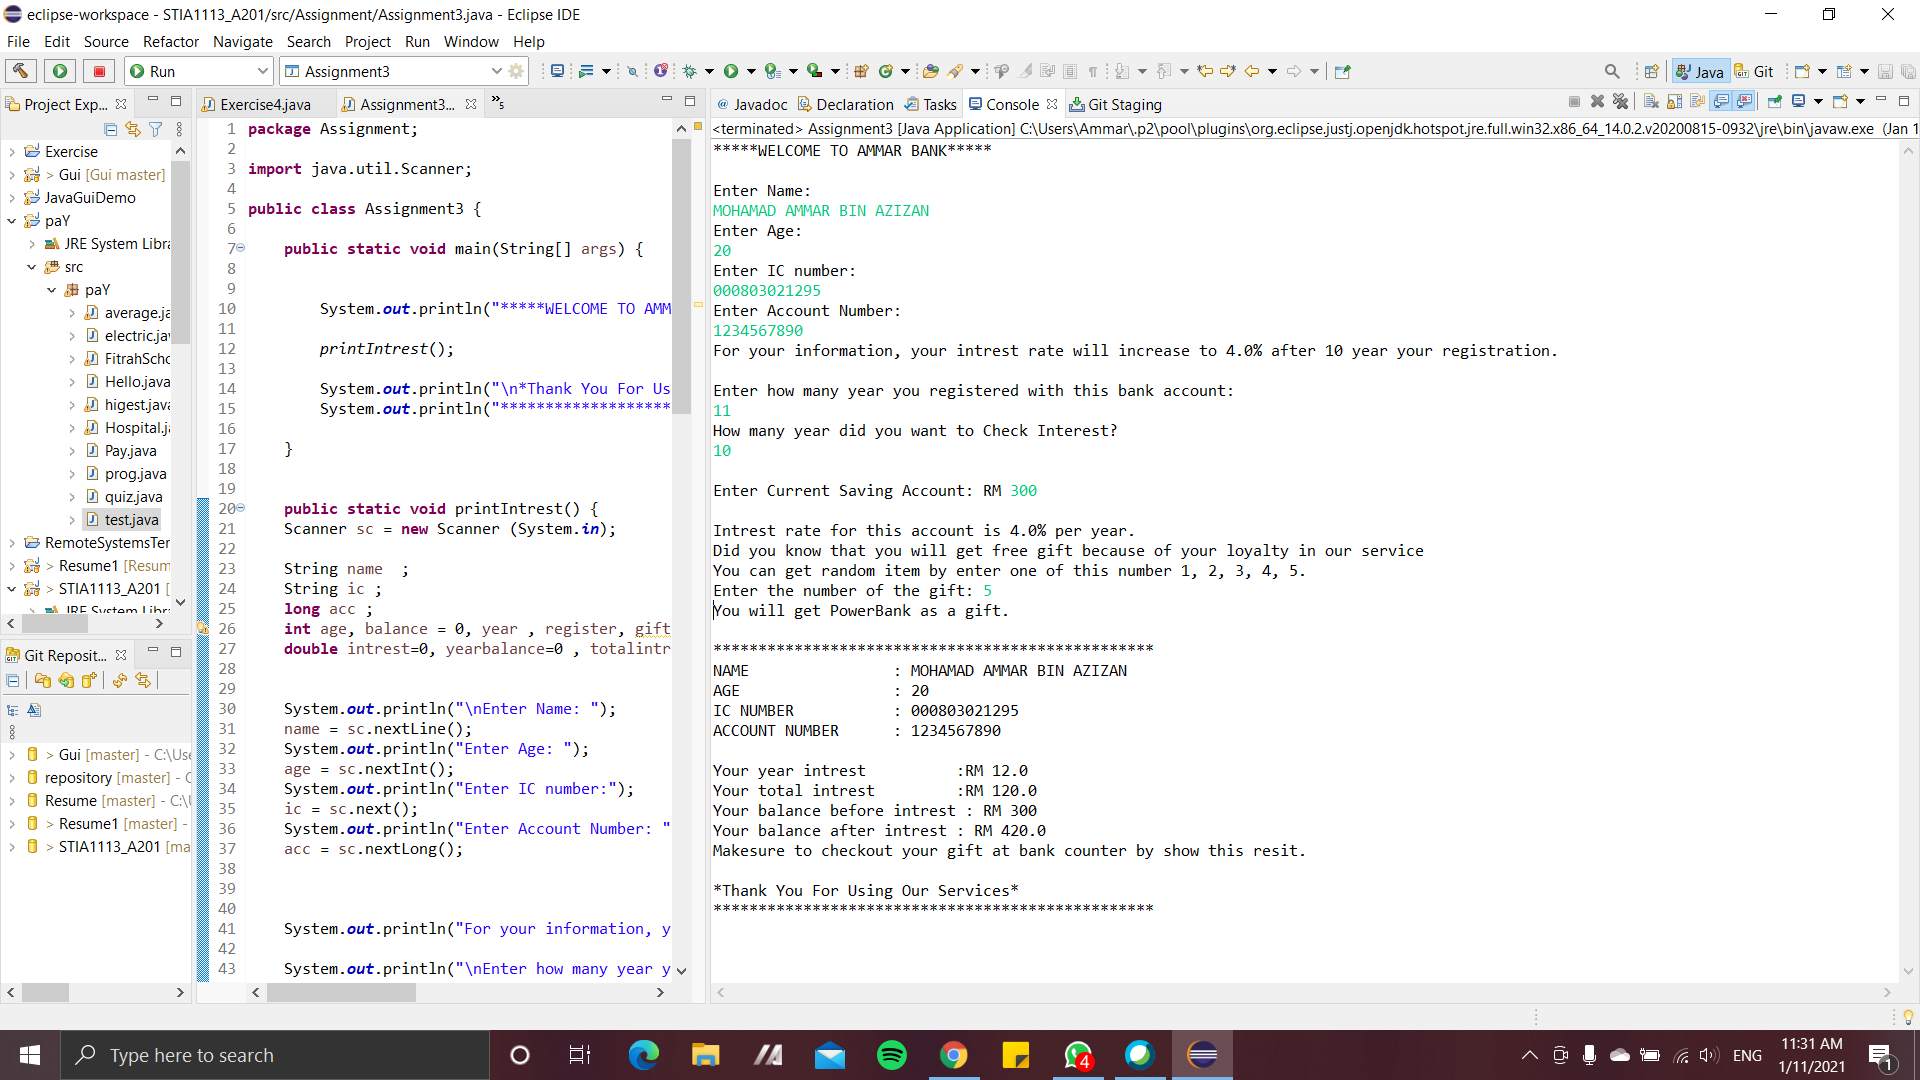 eclipse-workspace - STIA1113_A201/src/Assignment/Assignment3.java - Eclipse IDE
File Edit Source Refactor Navigate Search Project Run Window Help
Run
Assignment3
Java
Git
Project Exp...
Exercise
> Gui [Gui master]
JavaGuiDemo
paY
JRE System Libra
src
paY
average.ja
electric.jav
FitrahScho
Hello.java
higest.java
Hospital.ja
Pay.java
prog.java
quiz.java
test.java
RemoteSystemsTer
> Resume1 [Resum
> STIA1113_A201 [
JRE System Libra
Git Reposit...
> Gui [master] - C:\Use
repository [master] - C
Resume [master] - C:\
> Resume1 [master] -
> STIA1113_A201 [ma
Exercise4.java
Assignment3...
»5
1 package Assignment;
2
3 import java.util.Scanner;
4
5 public class Assignment3 {
6
7 public static void main(String[] args) {
8
9
10 System.out.println("*****WELCOME TO AMM
11
12 printIntrest();
13
14 System.out.println("\n*Thank You For Us
15 System.out.println("*******************
16
17 }
18
19
20 public static void printIntrest() {
21 Scanner sc = new Scanner (System.in);
22
23 String name ;
24 String ic ;
25 long acc ;
26 int age, balance = 0, year , register, gift
27 double intrest=0, yearbalance=0 , totalintr
28
29
30 System.out.println("\nEnter Name: ");
31 name = sc.nextLine();
32 System.out.println("Enter Age: ");
33 age = sc.nextInt();
34 System.out.println("Enter IC number:");
35 ic = sc.next();
36 System.out.println("Enter Account Number: "
37 acc = sc.nextLong();
38
39
40
41 System.out.println("For your information, y
42
43 System.out.println("\nEnter how many year y
@ Javadoc Declaration Tasks Console Git Staging
<terminated> Assignment3 [Java Application] C:\Users\Ammar\.p2\pool\plugins\org.eclipse.justj.openjdk.hotspot.jre.full.win32.x86_64_14.0.2.v20200815-0932\jre\bin\javaw.exe (Jan 1
*****WELCOME TO AMMAR BANK*****
Enter Name:
MOHAMAD AMMAR BIN AZIZAN
Enter Age:
20
Enter IC number:
000803021295
Enter Account Number:
1234567890
For your information, your intrest rate will increase to 4.0% after 10 year your registration.
Enter how many year you registered with this bank account:
11
How many year did you want to Check Interest?
10
Enter Current Saving Account: RM 300
Intrest rate for this account is 4.0% per year.
Did you know that you will get free gift because of your loyalty in our service
You can get random item by enter one of this number 1, 2, 3, 4, 5.
Enter the number of the gift: 5
You will get PowerBank as a gift.
*************************************************
NAME : MOHAMAD AMMAR BIN AZIZAN
AGE : 20
IC NUMBER : 000803021295
ACCOUNT NUMBER : 1234567890
Your year intrest :RM 12.0
Your total intrest :RM 120.0
Your balance before intrest : RM 300
Your balance after intrest : RM 420.0
Makesure to checkout your gift at bank counter by show this resit.
*Thank You For Using Our Services*
*************************************************
Type here to search
4
ENG
11:31 AM
1/11/2021
1